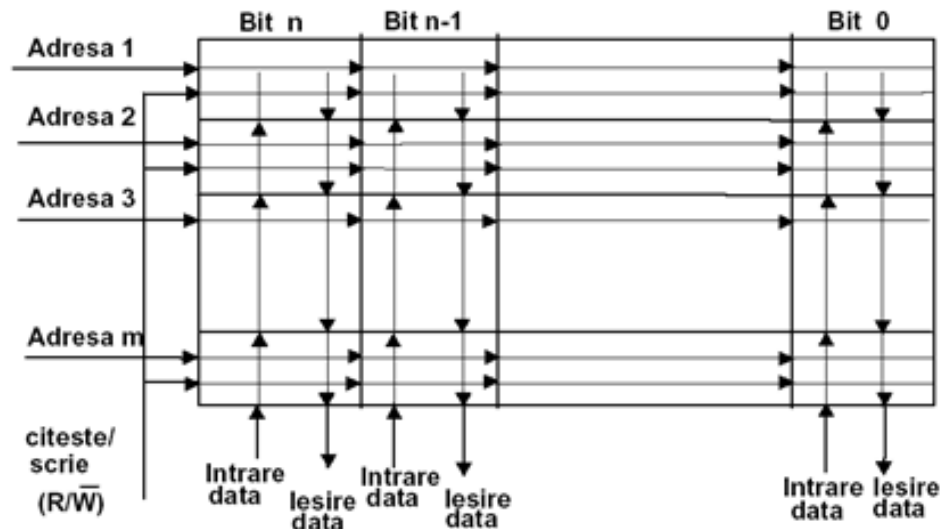 Bit n Bit n-1 Bit 0
Adresa 1
Adresa 2
Adresa 3
Adresa m
citeste/
scrie
(R/W̅)
Intrare
data
Iesire
data
Intrare
data
Iesire
data
Intrare
data
Iesire
data